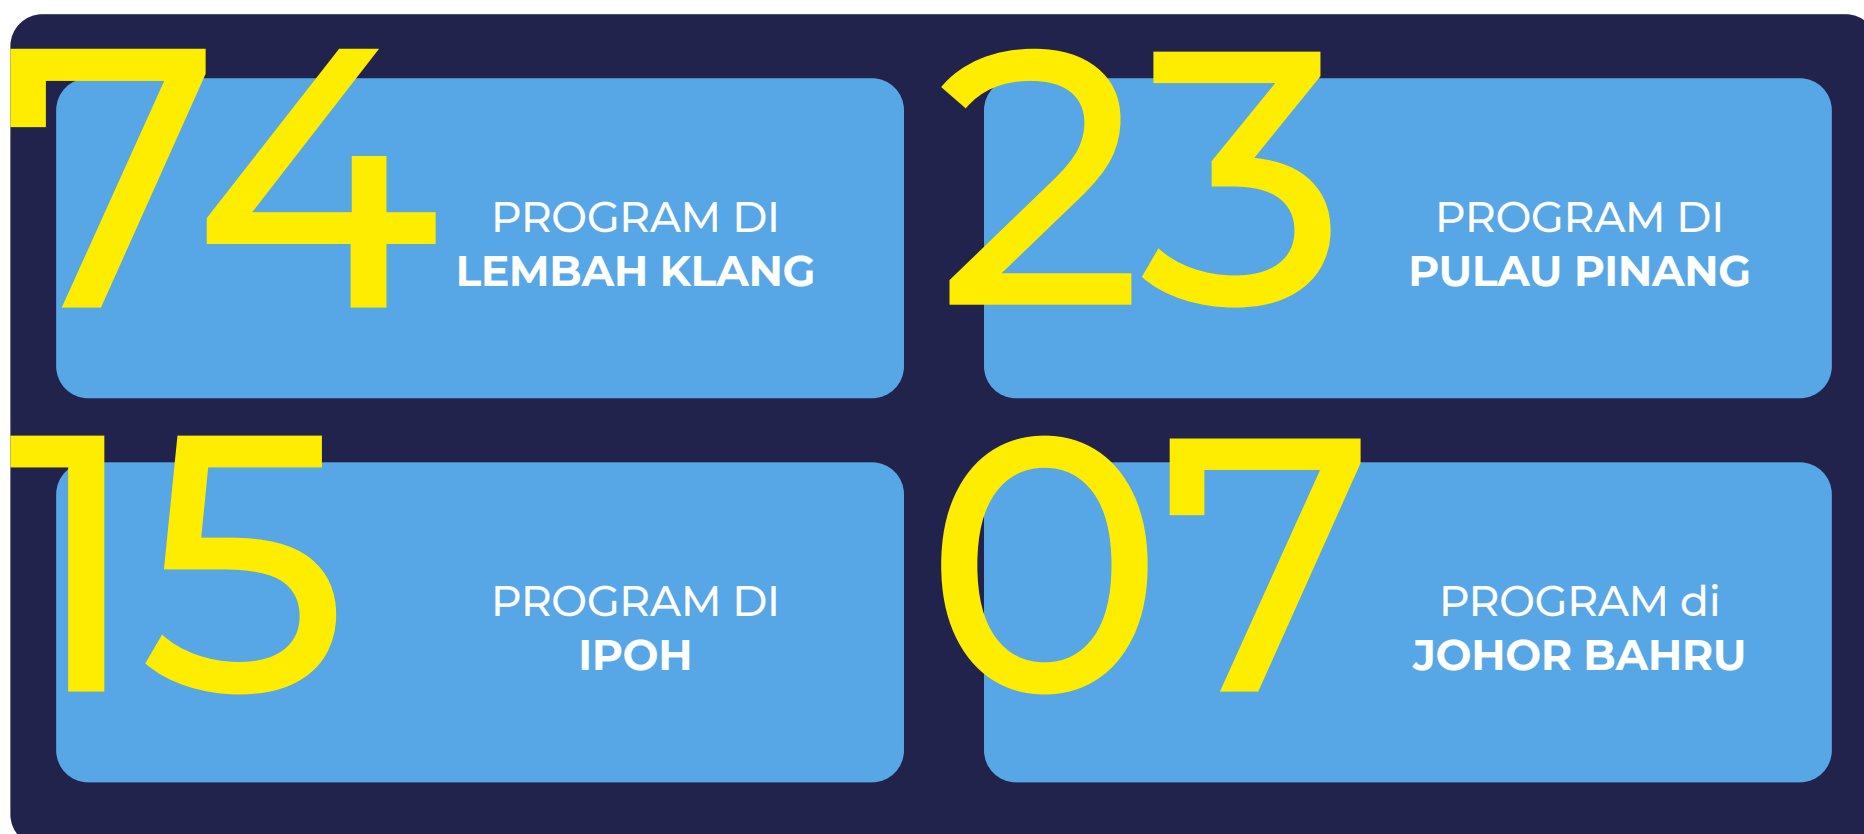 74
PROGRAM DI
LEMBAH KLANG
23
PROGRAM DI
PULAU PINANG
15
PROGRAM DI
IPOH
07
PROGRAM di
JOHOR BAHRU